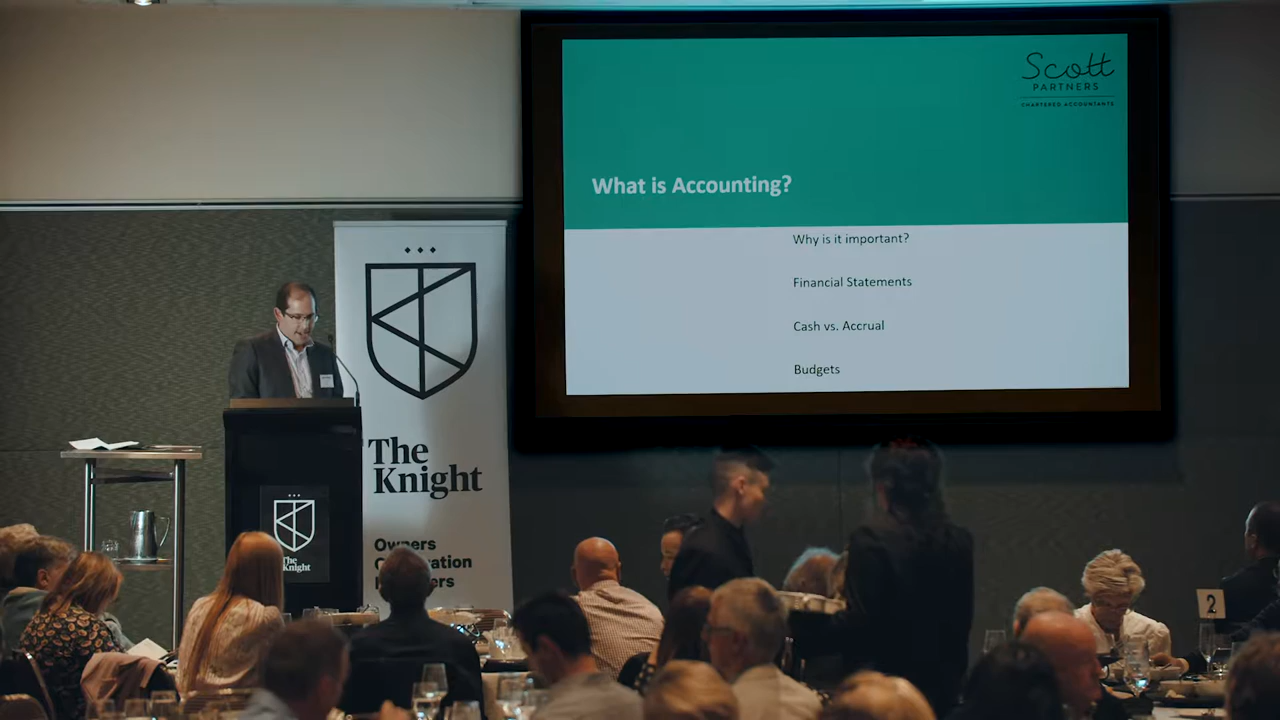 Scott
PARTNERS
CHARTERED ACCOUNTANTS
What is Accounting?
Why is it important?
Financial Statements
Cash vs. Accrual
Budgets
The
Knight
Owners
The
Knight
2